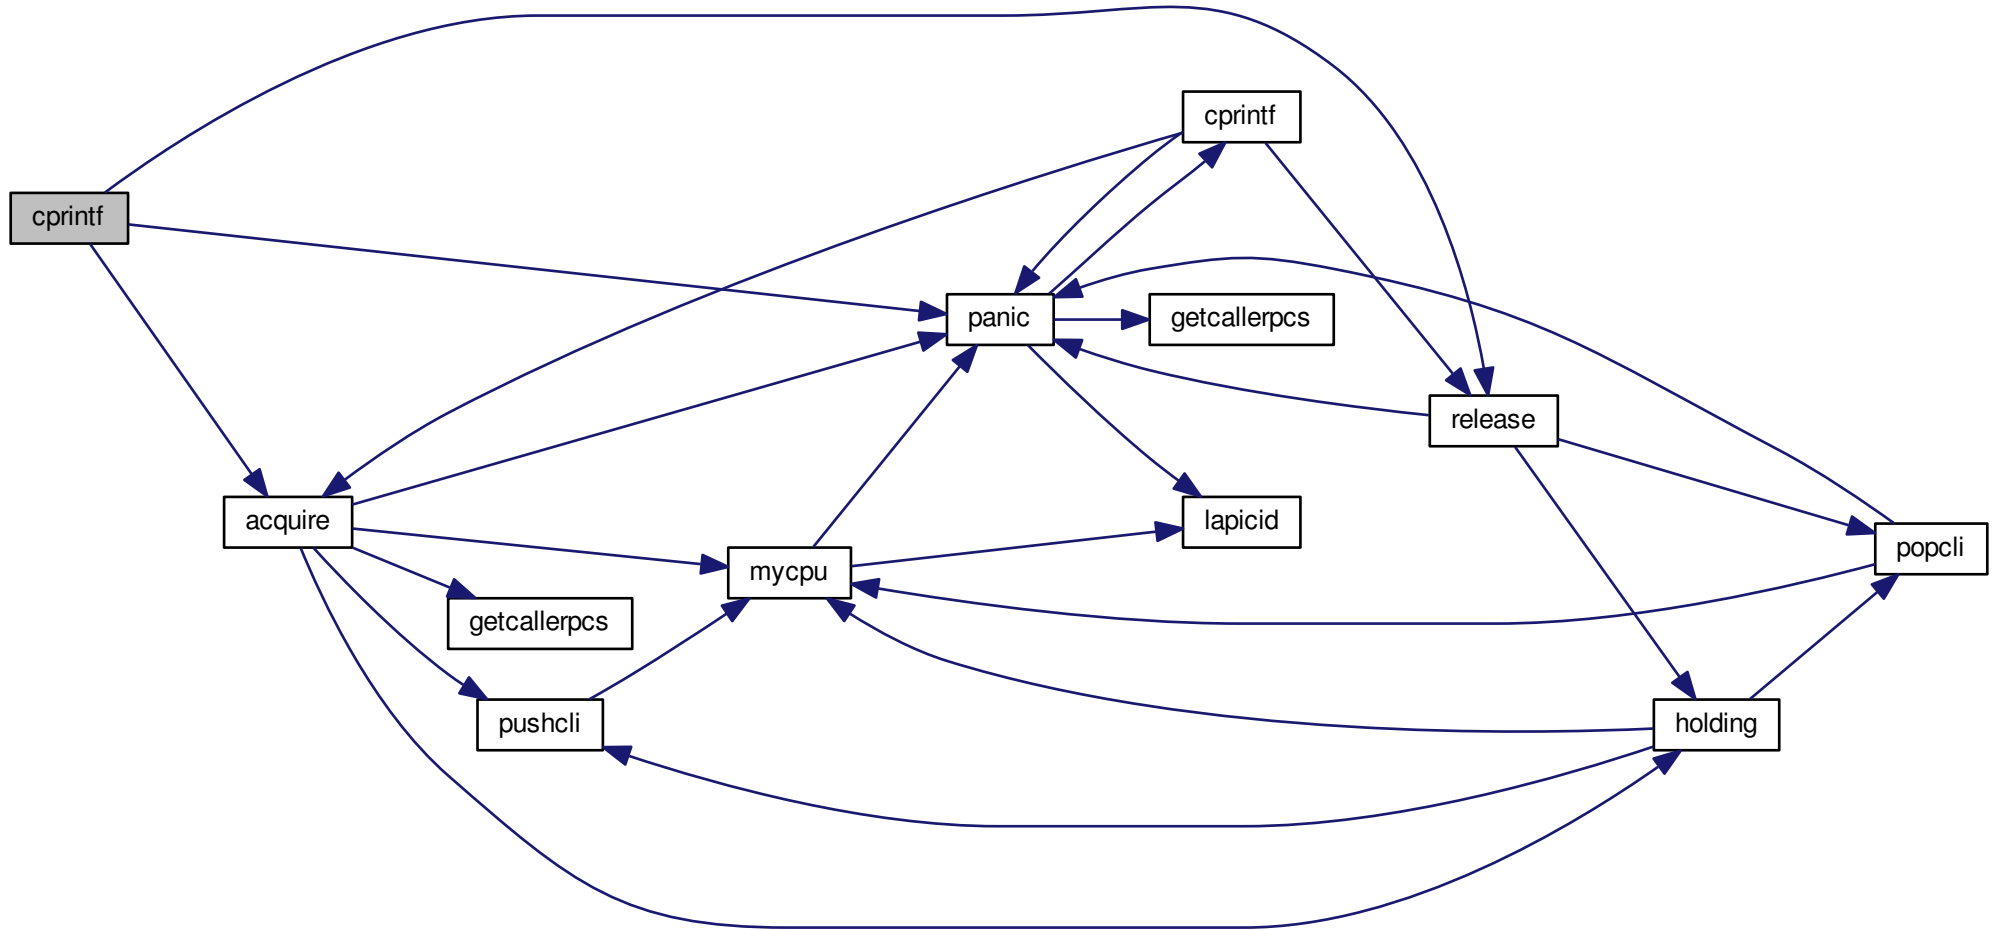 cprintf
cprintf
panic
getcallerpcs
release
acquire
lapicid
popcli
mycpu
getcallerpcs
pushcli
holding